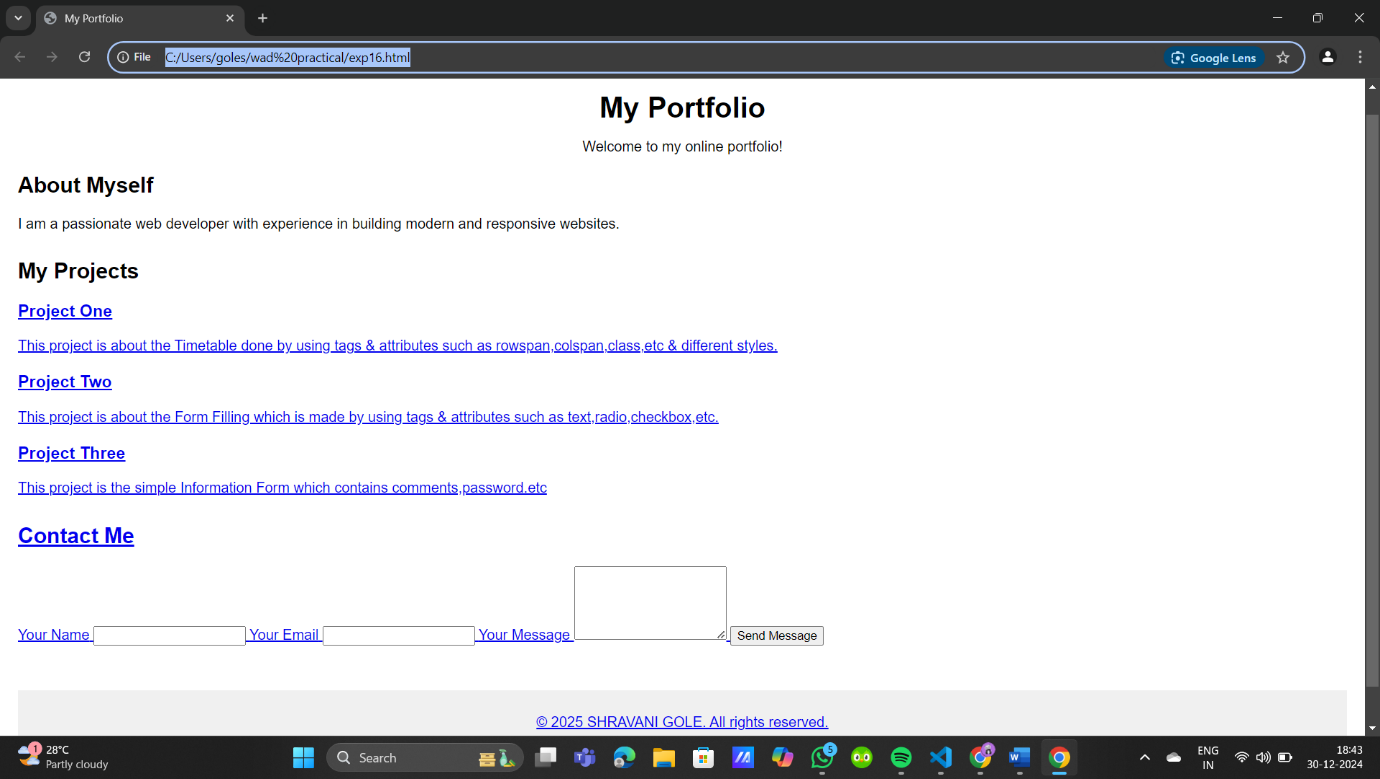 My Portfolio
File C:/Users/goles/wad%20practical/exp16.html Google Lens
My Portfolio
Welcome to my online portfolio!
About Myself
I am a passionate web developer with experience in building modern and responsive websites.
My Projects
Project One
This project is about the Timetable done by using tags & attributes such as rowspan,colspan,class,etc & different styles.
Project Two
This project is about the Form Filling which is made by using tags & attributes such as text,radio,checkbox,etc.
Project Three
This project is the simple Information Form which contains comments,password.etc
Contact Me
Your Name Your Email Your Message Send Message
© 2025 SHRAVANI GOLE. All rights reserved.
1 28°C
Partly cloudy
Search
5
ENG
IN
18:43
30-12-2024